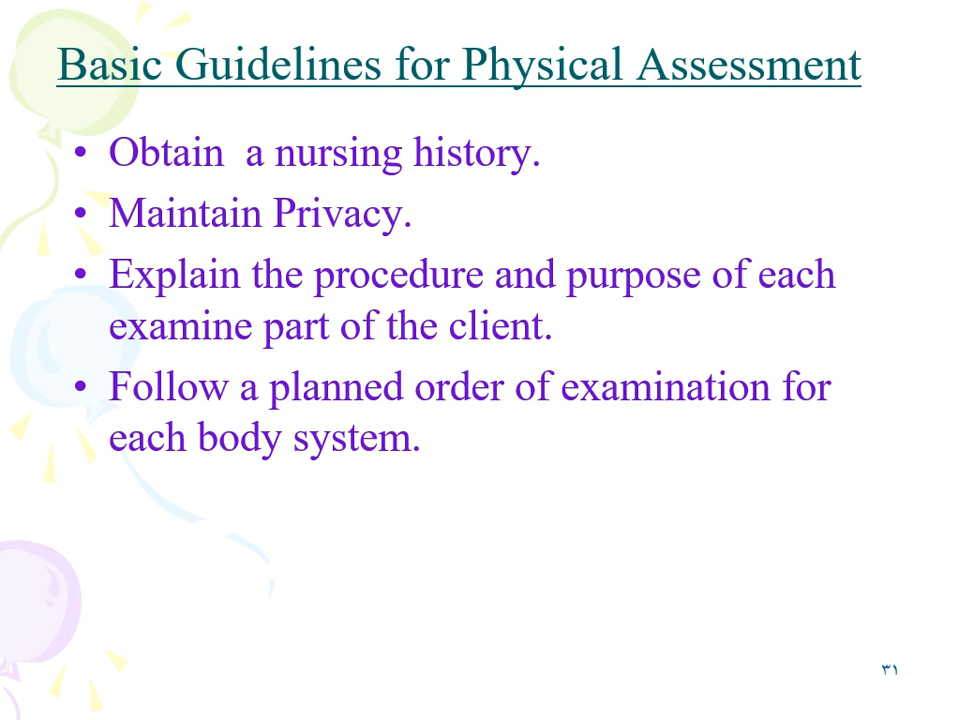 Basic Guidelines for Physical Assessment
• Obtain  a nursing history.
• Maintain Privacy.
• Explain the procedure and purpose of each
examine part of the client.
• Follow a planned order of examination for
each body system.
٣١